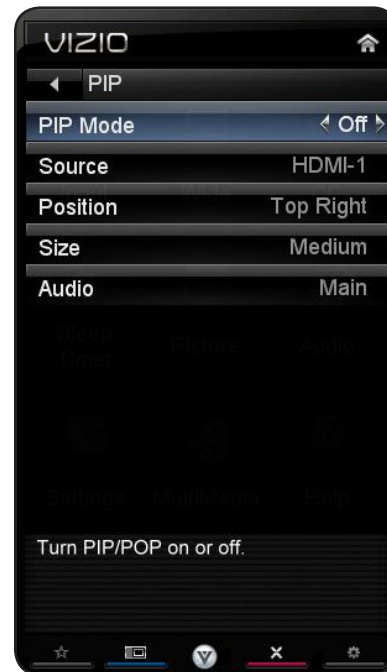 VIZIO
PIP
PIP Mode Off
Source HDMI-1
Position Top Right
Size Medium
Audio Main
Wide
Sleep Timer Picture Audio
Settings MultiMedia Help
Turn PIP/POP on or off.
V